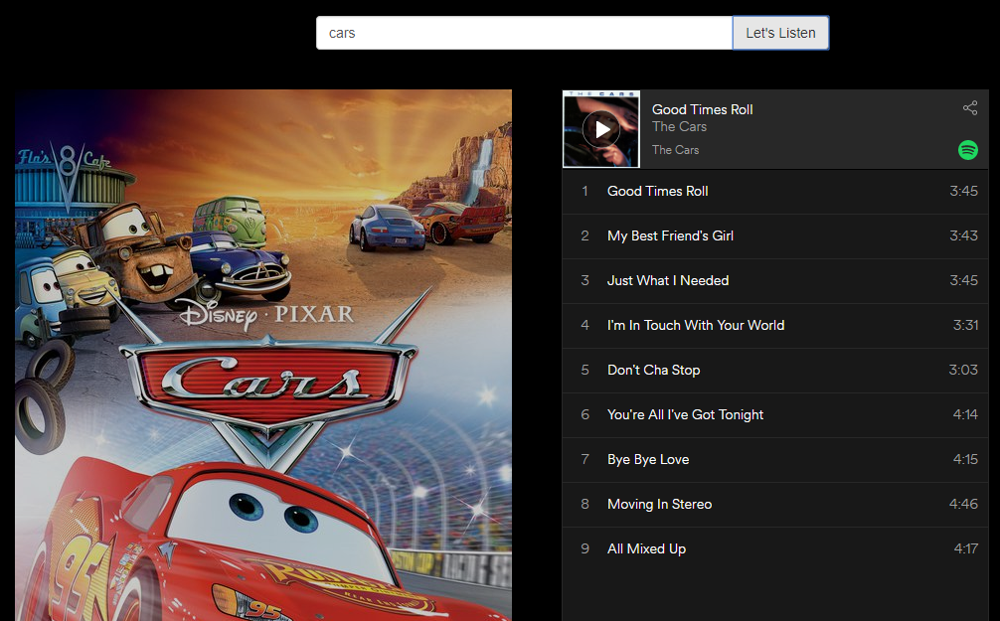 cars
Let's Listen
Flo's V8 Cafe
Disney · PIXAR
Cars
95
95
THE CARS
Good Times Roll
The Cars
The Cars
1 Good Times Roll 3:45
2 My Best Friend's Girl 3:43
3 Just What I Needed 3:45
4 I'm In Touch With Your World 3:31
5 Don't Cha Stop 3:03
6 You're All I've Got Tonight 4:14
7 Bye Bye Love 4:15
8 Moving In Stereo 4:46
9 All Mixed Up 4:17